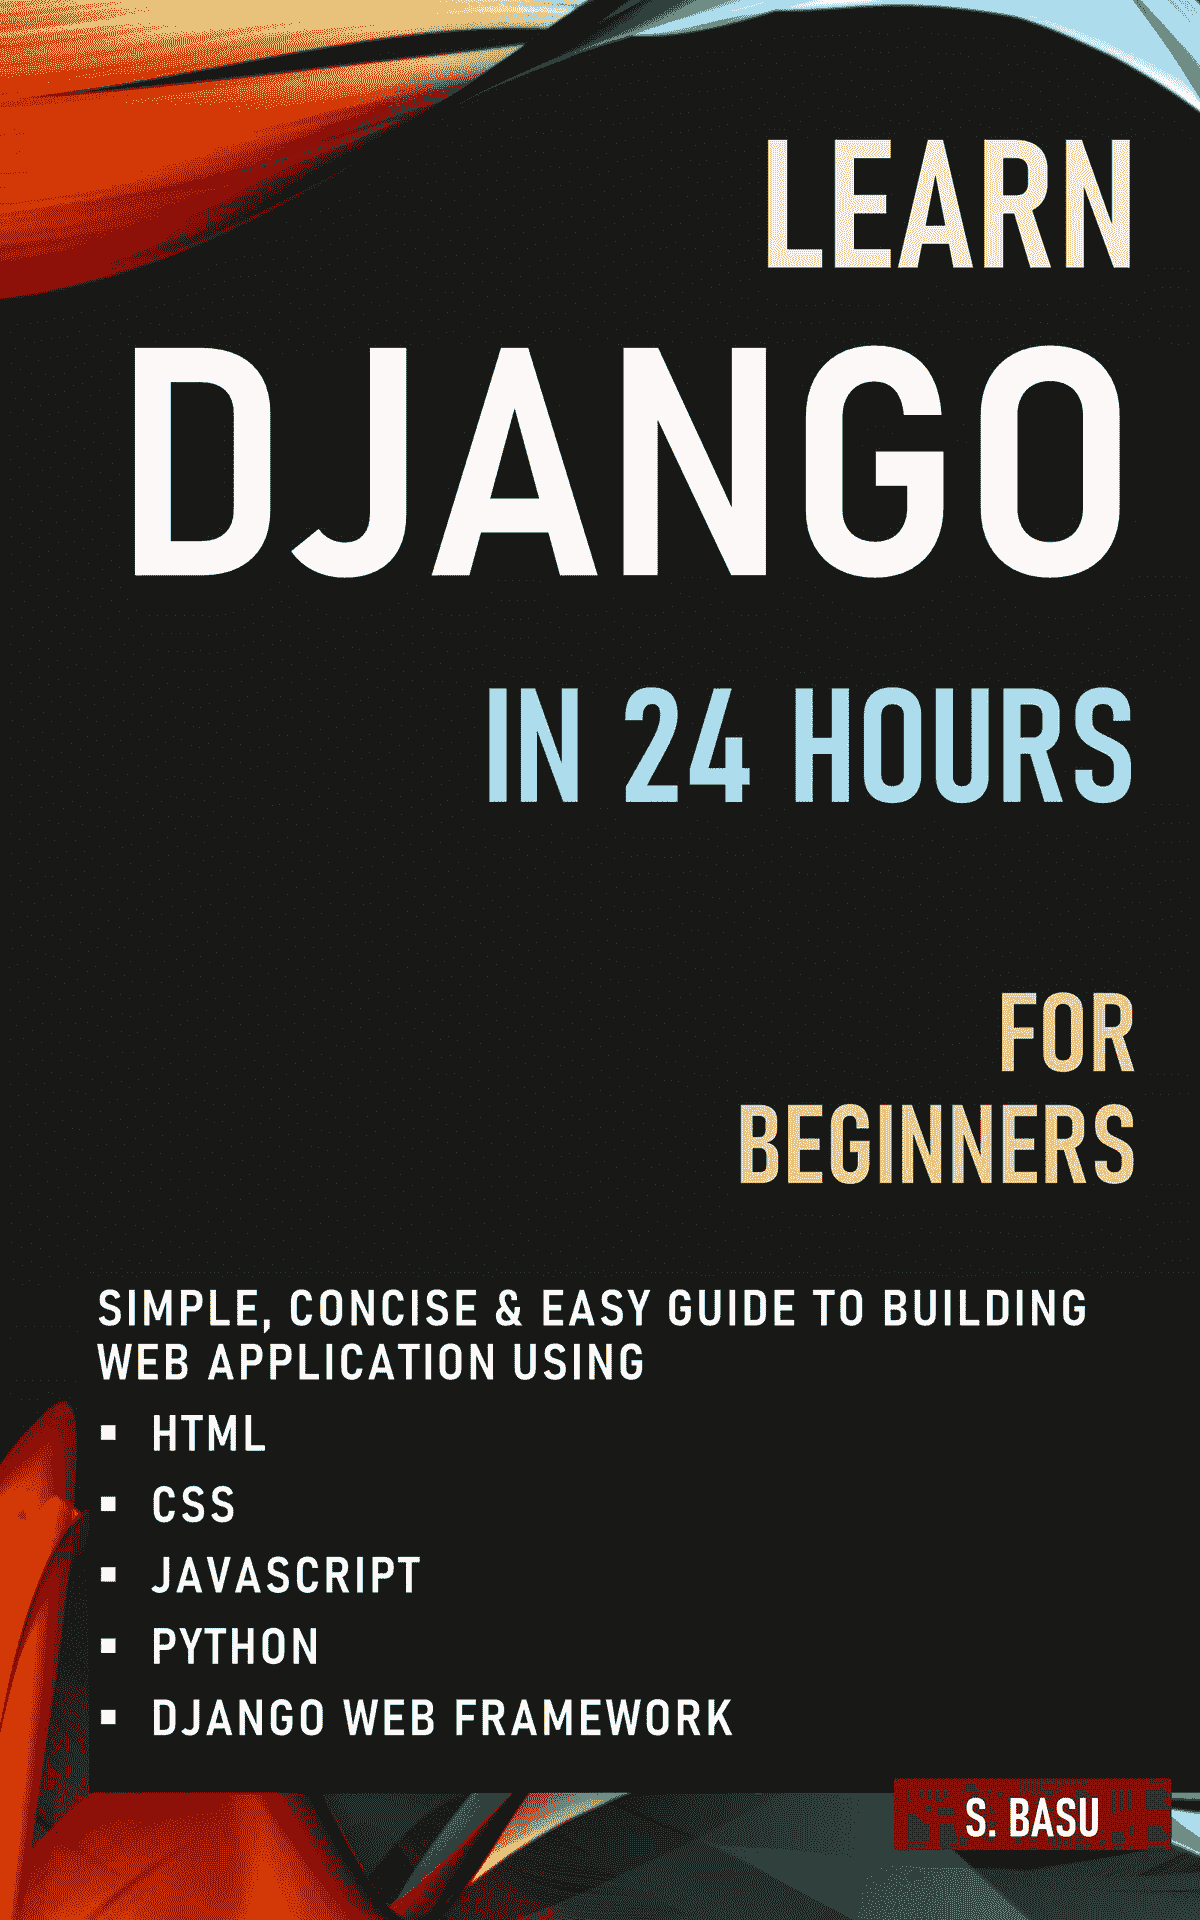 LEARN
DJANGO
IN 24 HOURS
FOR
BEGINNERS
SIMPLE, CONCISE & EASY GUIDE TO BUILDING
WEB APPLICATION USING
▪ HTML
▪ CSS
▪ JAVASCRIPT
▪ PYTHON
▪ DJANGO WEB FRAMEWORK
S. BASU